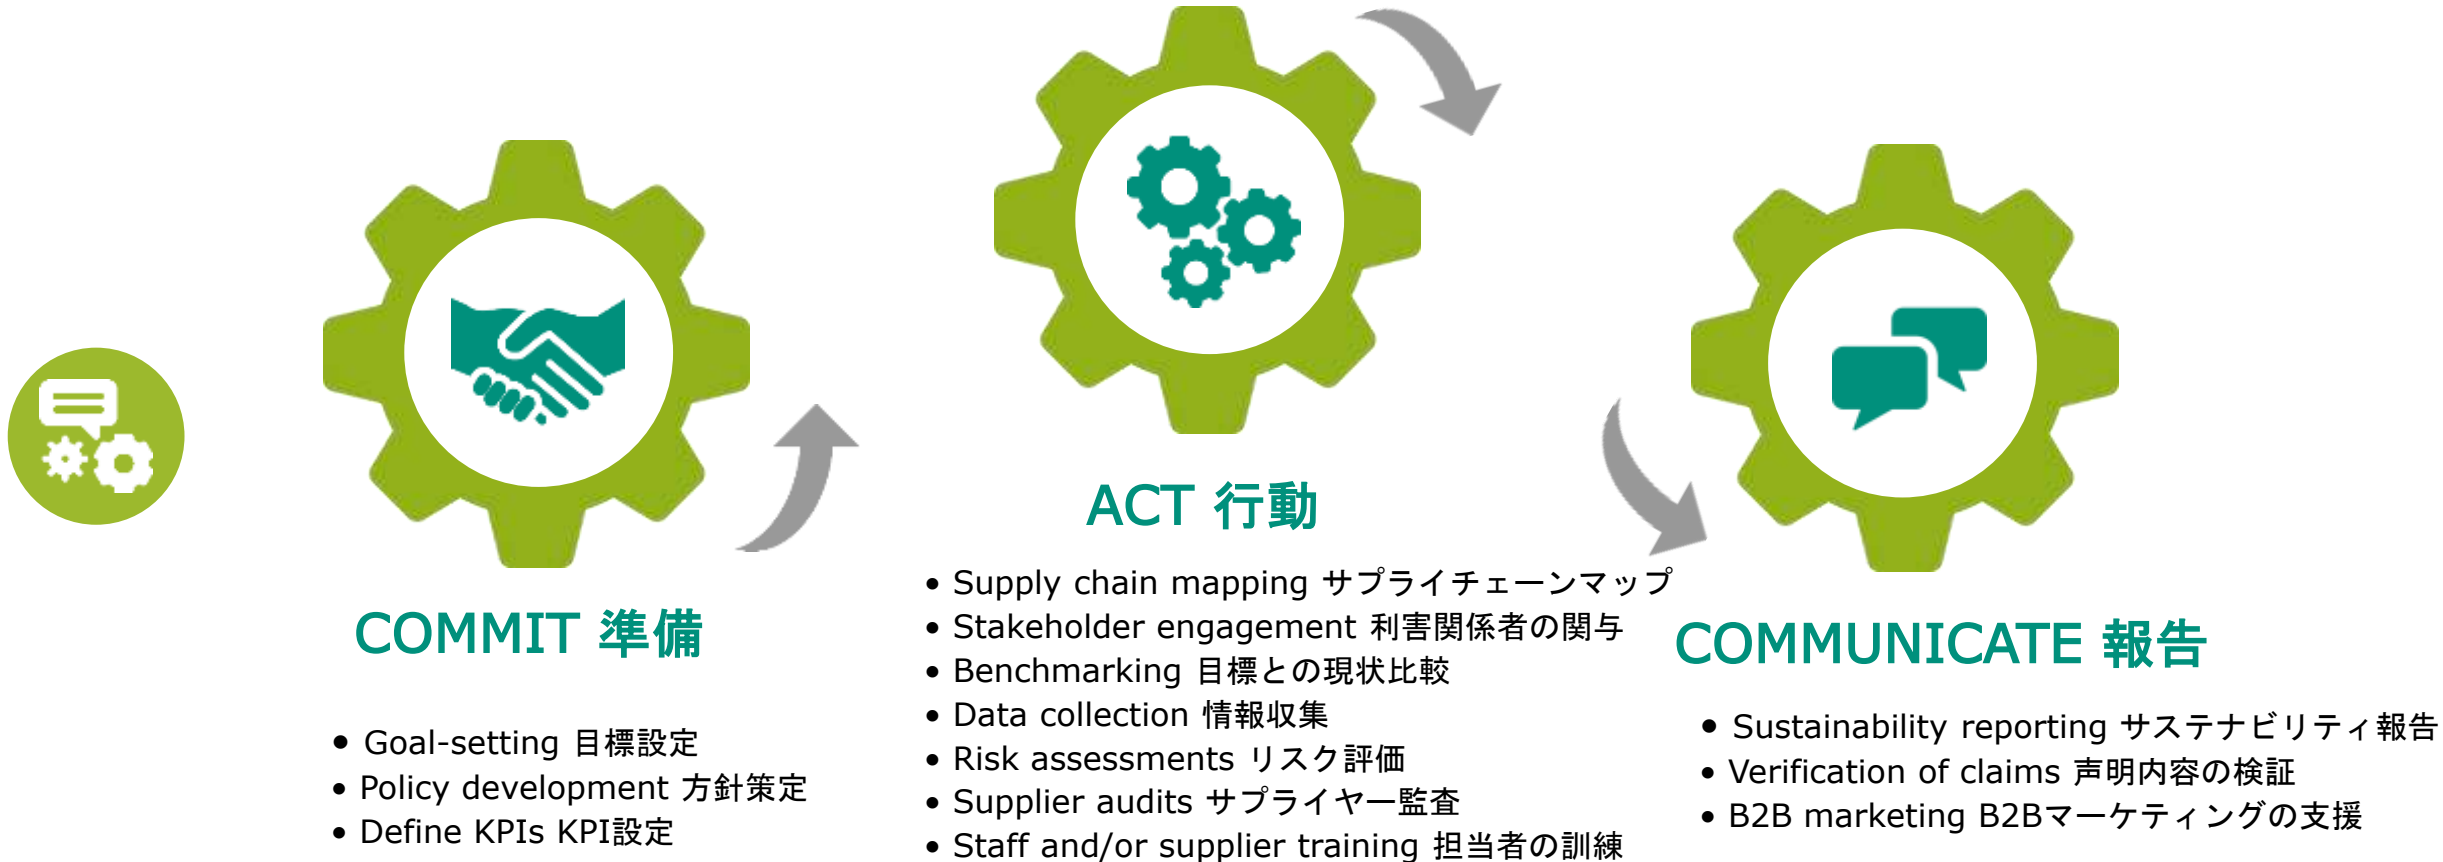 COMMIT 準備
• Goal-setting 目標設定
• Policy development 方針策定
• Define KPIs KPI設定
ACT 行動
• Supply chain mapping サプライチェーンマップ
• Stakeholder engagement 利害関係者の関与
• Benchmarking 目標との現状比較
• Data collection 情報収集
• Risk assessments リスク評価
• Supplier audits サプライヤー監査
• Staff and/or supplier training 担当者の訓練
COMMUNICATE 報告
• Sustainability reporting サステナビリティ報告
• Verification of claims 声明内容の検証
• B2B marketing B2Bマーケティングの支援